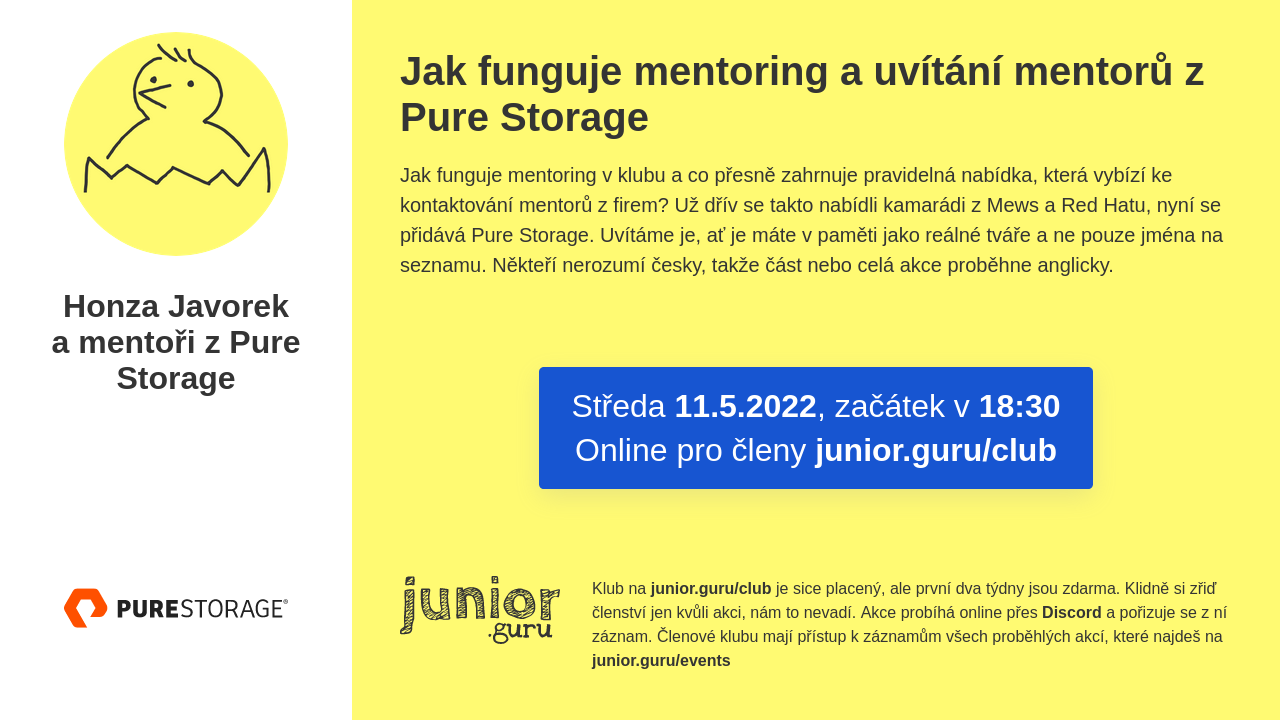 Honza Javorek
a mentoři z Pure
Storage
PURESTORAGE®
Jak funguje mentoring a uvítání mentorů z
Pure Storage
Jak funguje mentoring v klubu a co přesně zahrnuje pravidelná nabídka, která vybízí ke
kontaktování mentorů z firem? Už dřív se takto nabídli kamarádi z Mews a Red Hatu, nyní se
přidává Pure Storage. Uvítáme je, ať je máte v paměti jako reálné tváře a ne pouze jména na
seznamu. Někteří nerozumí česky, takže část nebo celá akce proběhne anglicky.
Středa 11.5.2022, začátek v 18:30
Online pro členy junior.guru/club
junior
.guru
Klub na junior.guru/club je sice placený, ale první dva týdny jsou zdarma. Klidně si zřiď
členství jen kvůli akci, nám to nevadí. Akce probíhá online přes Discord a pořizuje se z ní
záznam. Členové klubu mají přístup k záznamům všech proběhlých akcí, které najdeš na
junior.guru/events